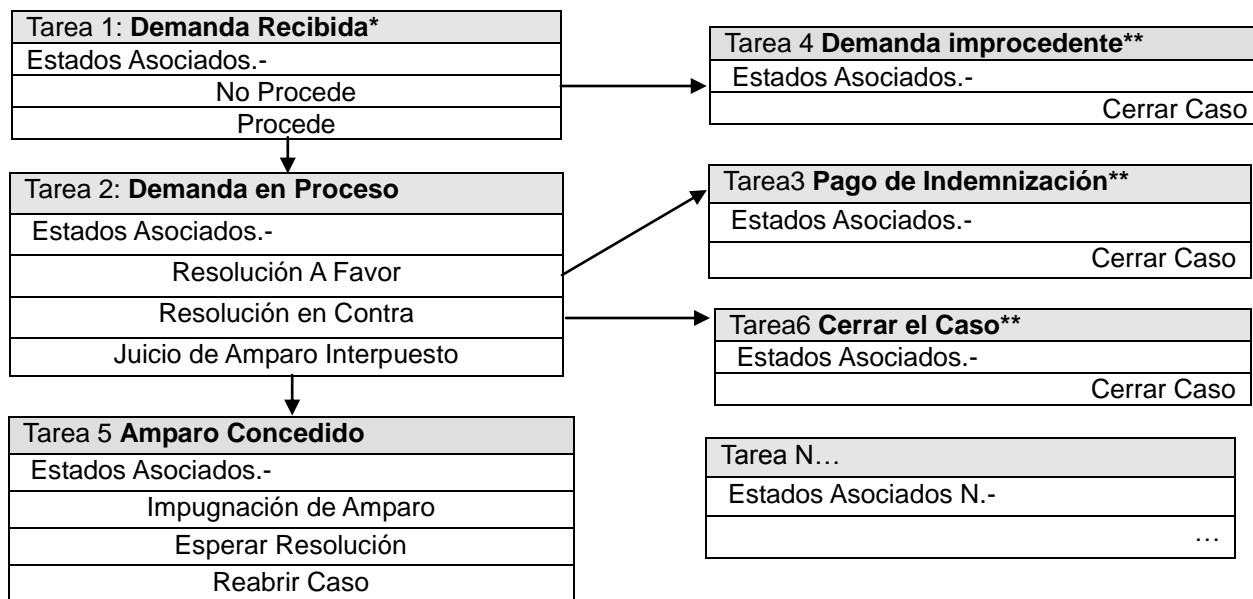 Tarea 1: Demanda Recibida*
Estados Asociados.-
No Procede
Procede
Tarea 4 Demanda improcedente**
Estados Asociados.-
Cerrar Caso
Tarea 2: Demanda en Proceso
Estados Asociados.-
Resolución A Favor
Resolución en Contra
Juicio de Amparo Interpuesto
Tarea3 Pago de Indemnización**
Estados Asociados.-
Cerrar Caso
Tarea6 Cerrar el Caso**
Estados Asociados.-
Cerrar Caso
Tarea 5 Amparo Concedido
Estados Asociados.-
Impugnación de Amparo
Esperar Resolución
Reabrir Caso
Tarea N…
Estados Asociados N.-
…